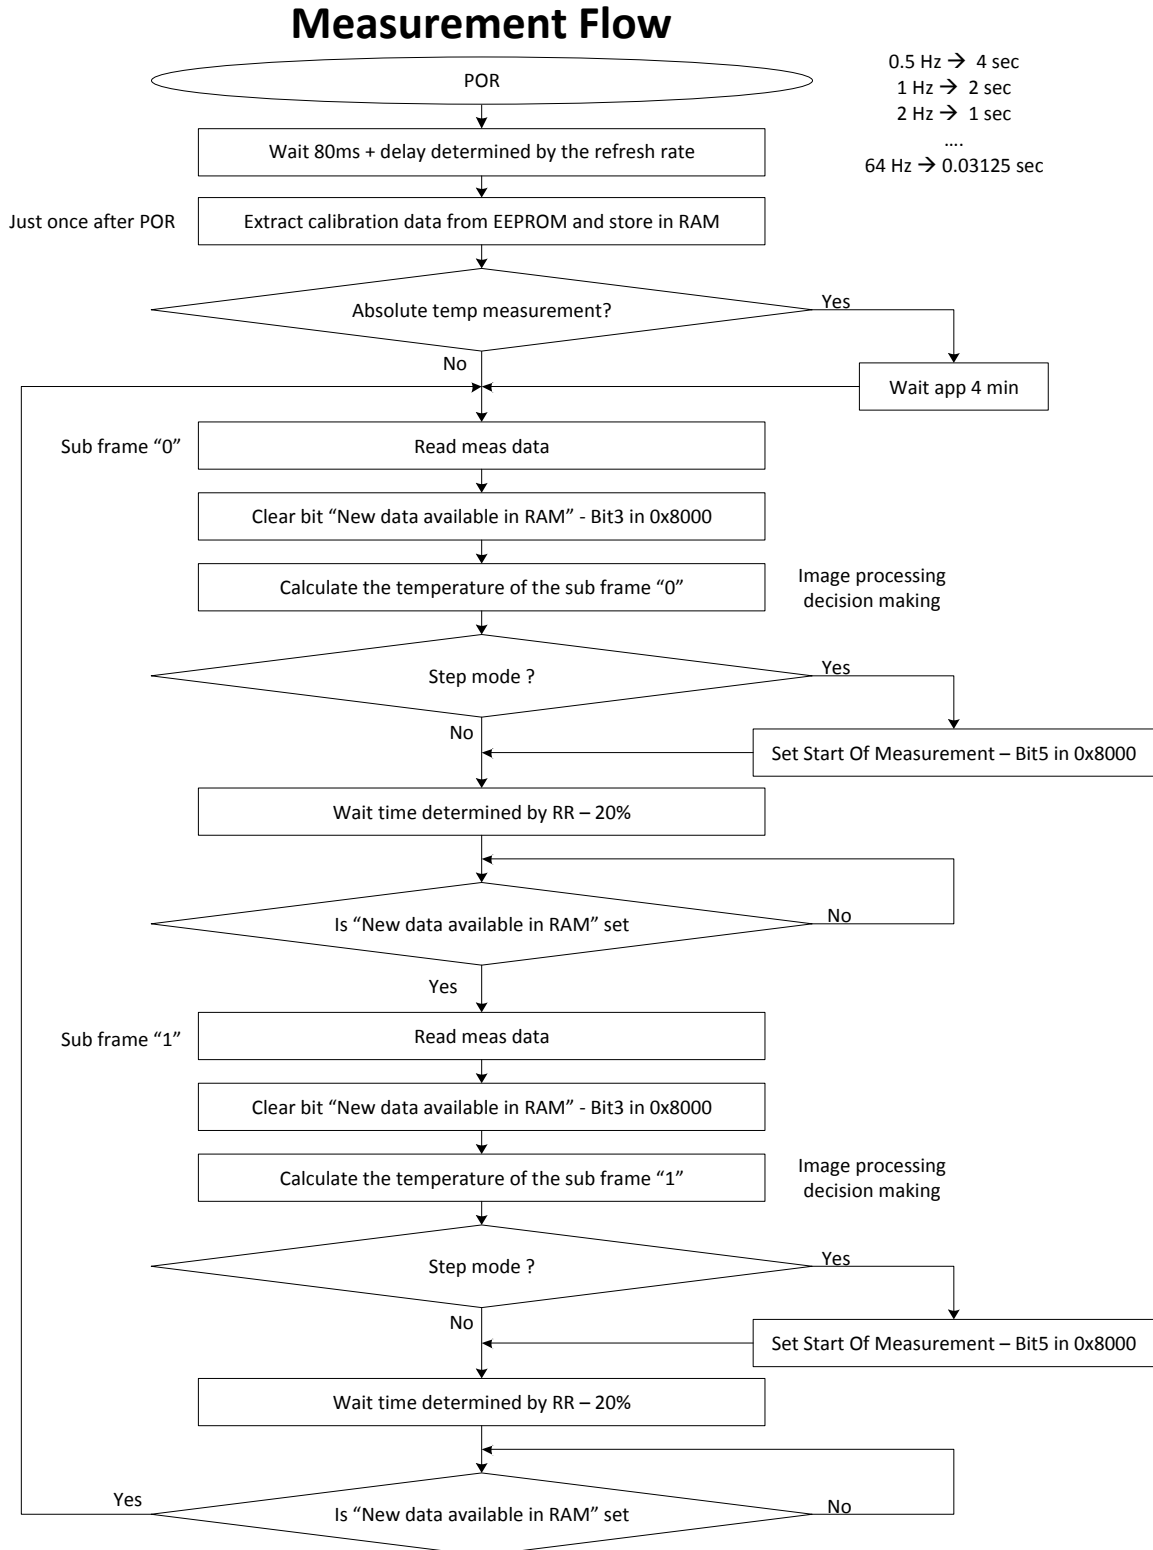 Measurement Flow
POR
0.5 Hz → 4 sec
1 Hz → 2 sec
2 Hz → 1 sec
....
64 Hz → 0.03125 sec
Wait 80ms + delay determined by the refresh rate
Just once after POR
Extract calibration data from EEPROM and store in RAM
Absolute temp measurement?
Yes
No
Wait app 4 min
Sub frame “0”
Read meas data
Clear bit “New data available in RAM” - Bit3 in 0x8000
Calculate the temperature of the sub frame “0”
Image processing
decision making
Step mode ?
Yes
No
Set Start Of Measurement – Bit5 in 0x8000
Wait time determined by RR – 20%
Is “New data available in RAM” set
No
Yes
Sub frame “1”
Read meas data
Clear bit “New data available in RAM” - Bit3 in 0x8000
Calculate the temperature of the sub frame “1”
Image processing
decision making
Step mode ?
Yes
No
Set Start Of Measurement – Bit5 in 0x8000
Wait time determined by RR – 20%
Yes
Is “New data available in RAM” set
No